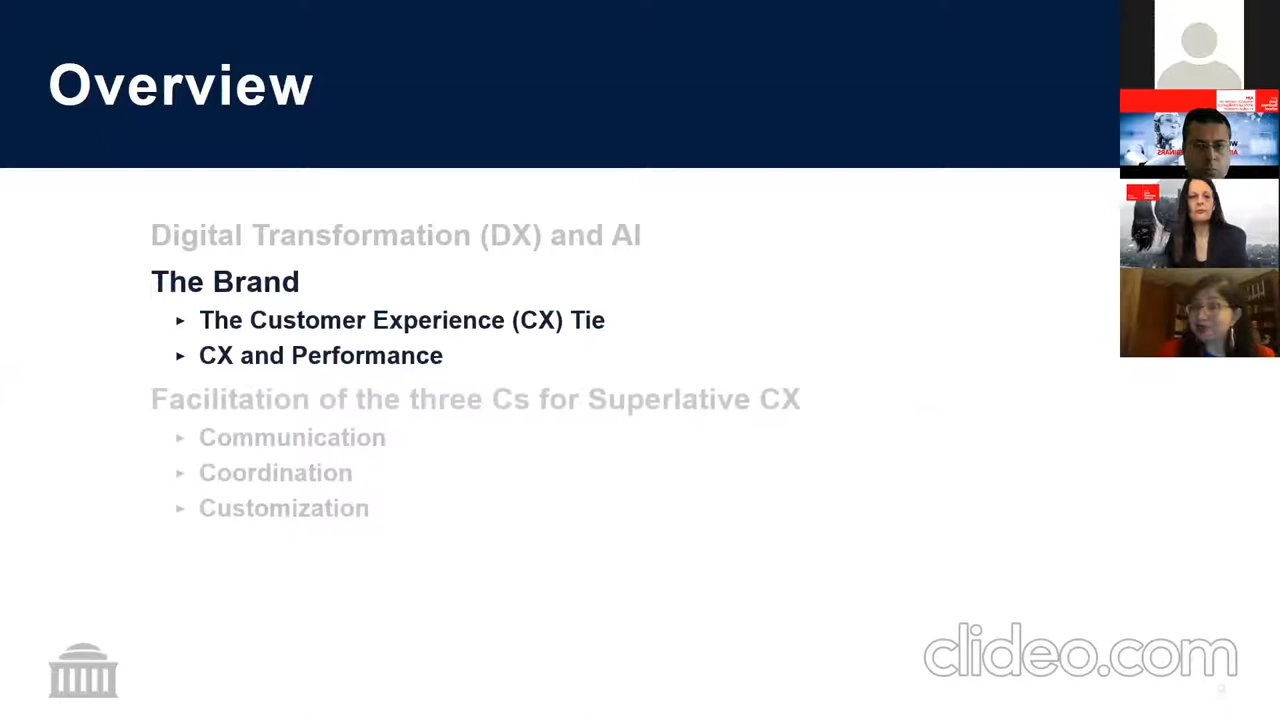 Overview
Digital Transformation (DX) and AI
The Brand
▸ The Customer Experience (CX) Tie
▸ CX and Performance
Facilitation of the three Cs for Superlative CX
▸ Communication
▸ Coordination
▸ Customization
clideo.com
9